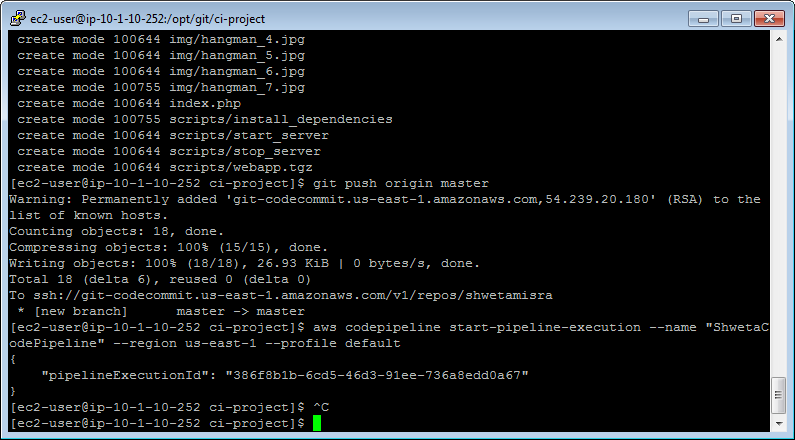 ec2-user@ip-10-1-10-252:/opt/git/ci-project
create mode 100644 img/hangman_4.jpg
create mode 100644 img/hangman_5.jpg
create mode 100644 img/hangman_6.jpg
create mode 100755 img/hangman_7.jpg
create mode 100644 index.php
create mode 100755 scripts/install_dependencies
create mode 100644 scripts/start_server
create mode 100644 scripts/stop_server
create mode 100644 scripts/webapp.tgz
[ec2-user@ip-10-1-10-252 ci-project]$ git push origin master
Warning: Permanently added 'git-codecommit.us-east-1.amazonaws.com,54.239.20.180' (RSA) to the
list of known hosts.
Counting objects: 18, done.
Compressing objects: 100% (15/15), done.
Writing objects: 100% (18/18), 26.93 KiB | 0 bytes/s, done.
Total 18 (delta 6), reused 0 (delta 0)
To ssh://git-codecommit.us-east-1.amazonaws.com/v1/repos/shwetamisra
* [new branch]      master -> master
[ec2-user@ip-10-1-10-252 ci-project]$ aws codepipeline start-pipeline-execution --name "ShwetaC
odePipeline" --region us-east-1 --profile default
{
    "pipelineExecutionId": "386f8b1b-6cd5-46d3-91ee-736a8edd0a67"
}
[ec2-user@ip-10-1-10-252 ci-project]$ ^C
[ec2-user@ip-10-1-10-252 ci-project]$